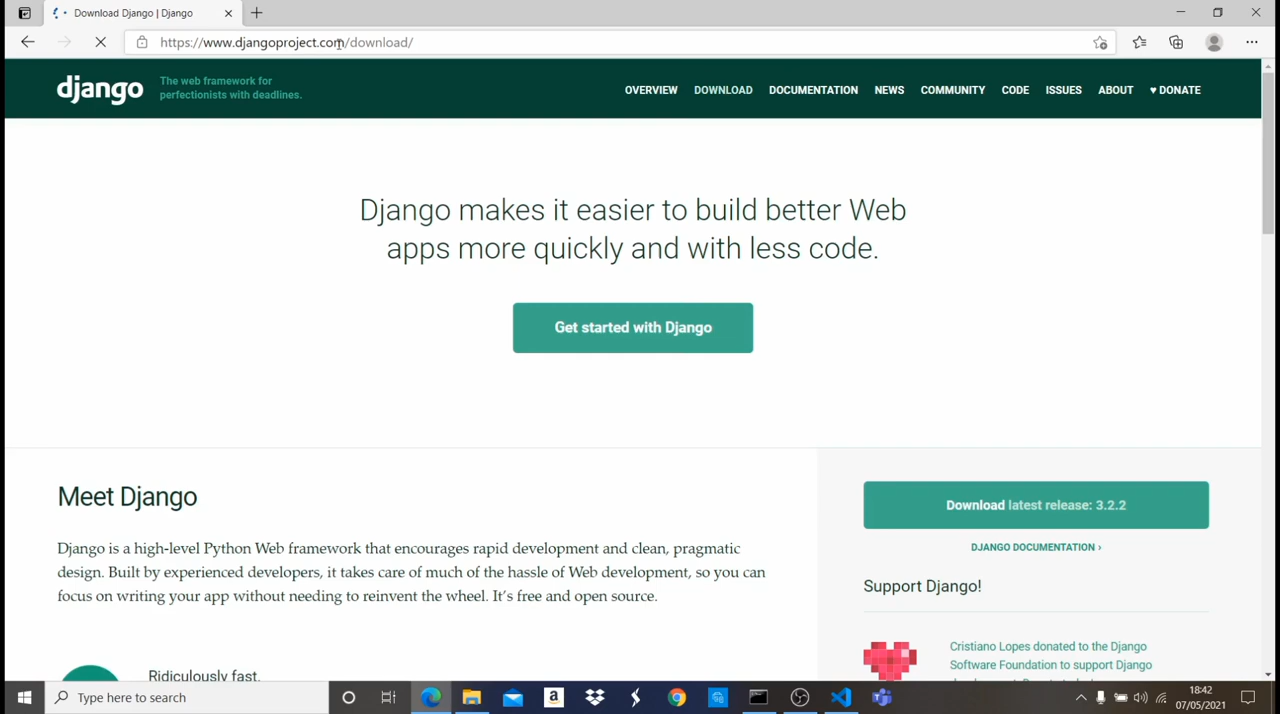 Download Django | Django
https://www.djangoproject.com/download/
django
The web framework for
perfectionists with deadlines.
OVERVIEW DOWNLOAD DOCUMENTATION NEWS COMMUNITY CODE ISSUES ABOUT ♥ DONATE
Django makes it easier to build better Web
apps more quickly and with less code.
Get started with Django
Meet Django
Django is a high-level Python Web framework that encourages rapid development and clean, pragmatic
design. Built by experienced developers, it takes care of much of the hassle of Web development, so you can
focus on writing your app without needing to reinvent the wheel. It's free and open source.
Ridiculously fast.
Download latest release: 3.2.2
DJANGO DOCUMENTATION ›
Support Django!
Cristiano Lopes donated to the Django
Software Foundation to support Django
Type here to search
18:42
07/05/2021